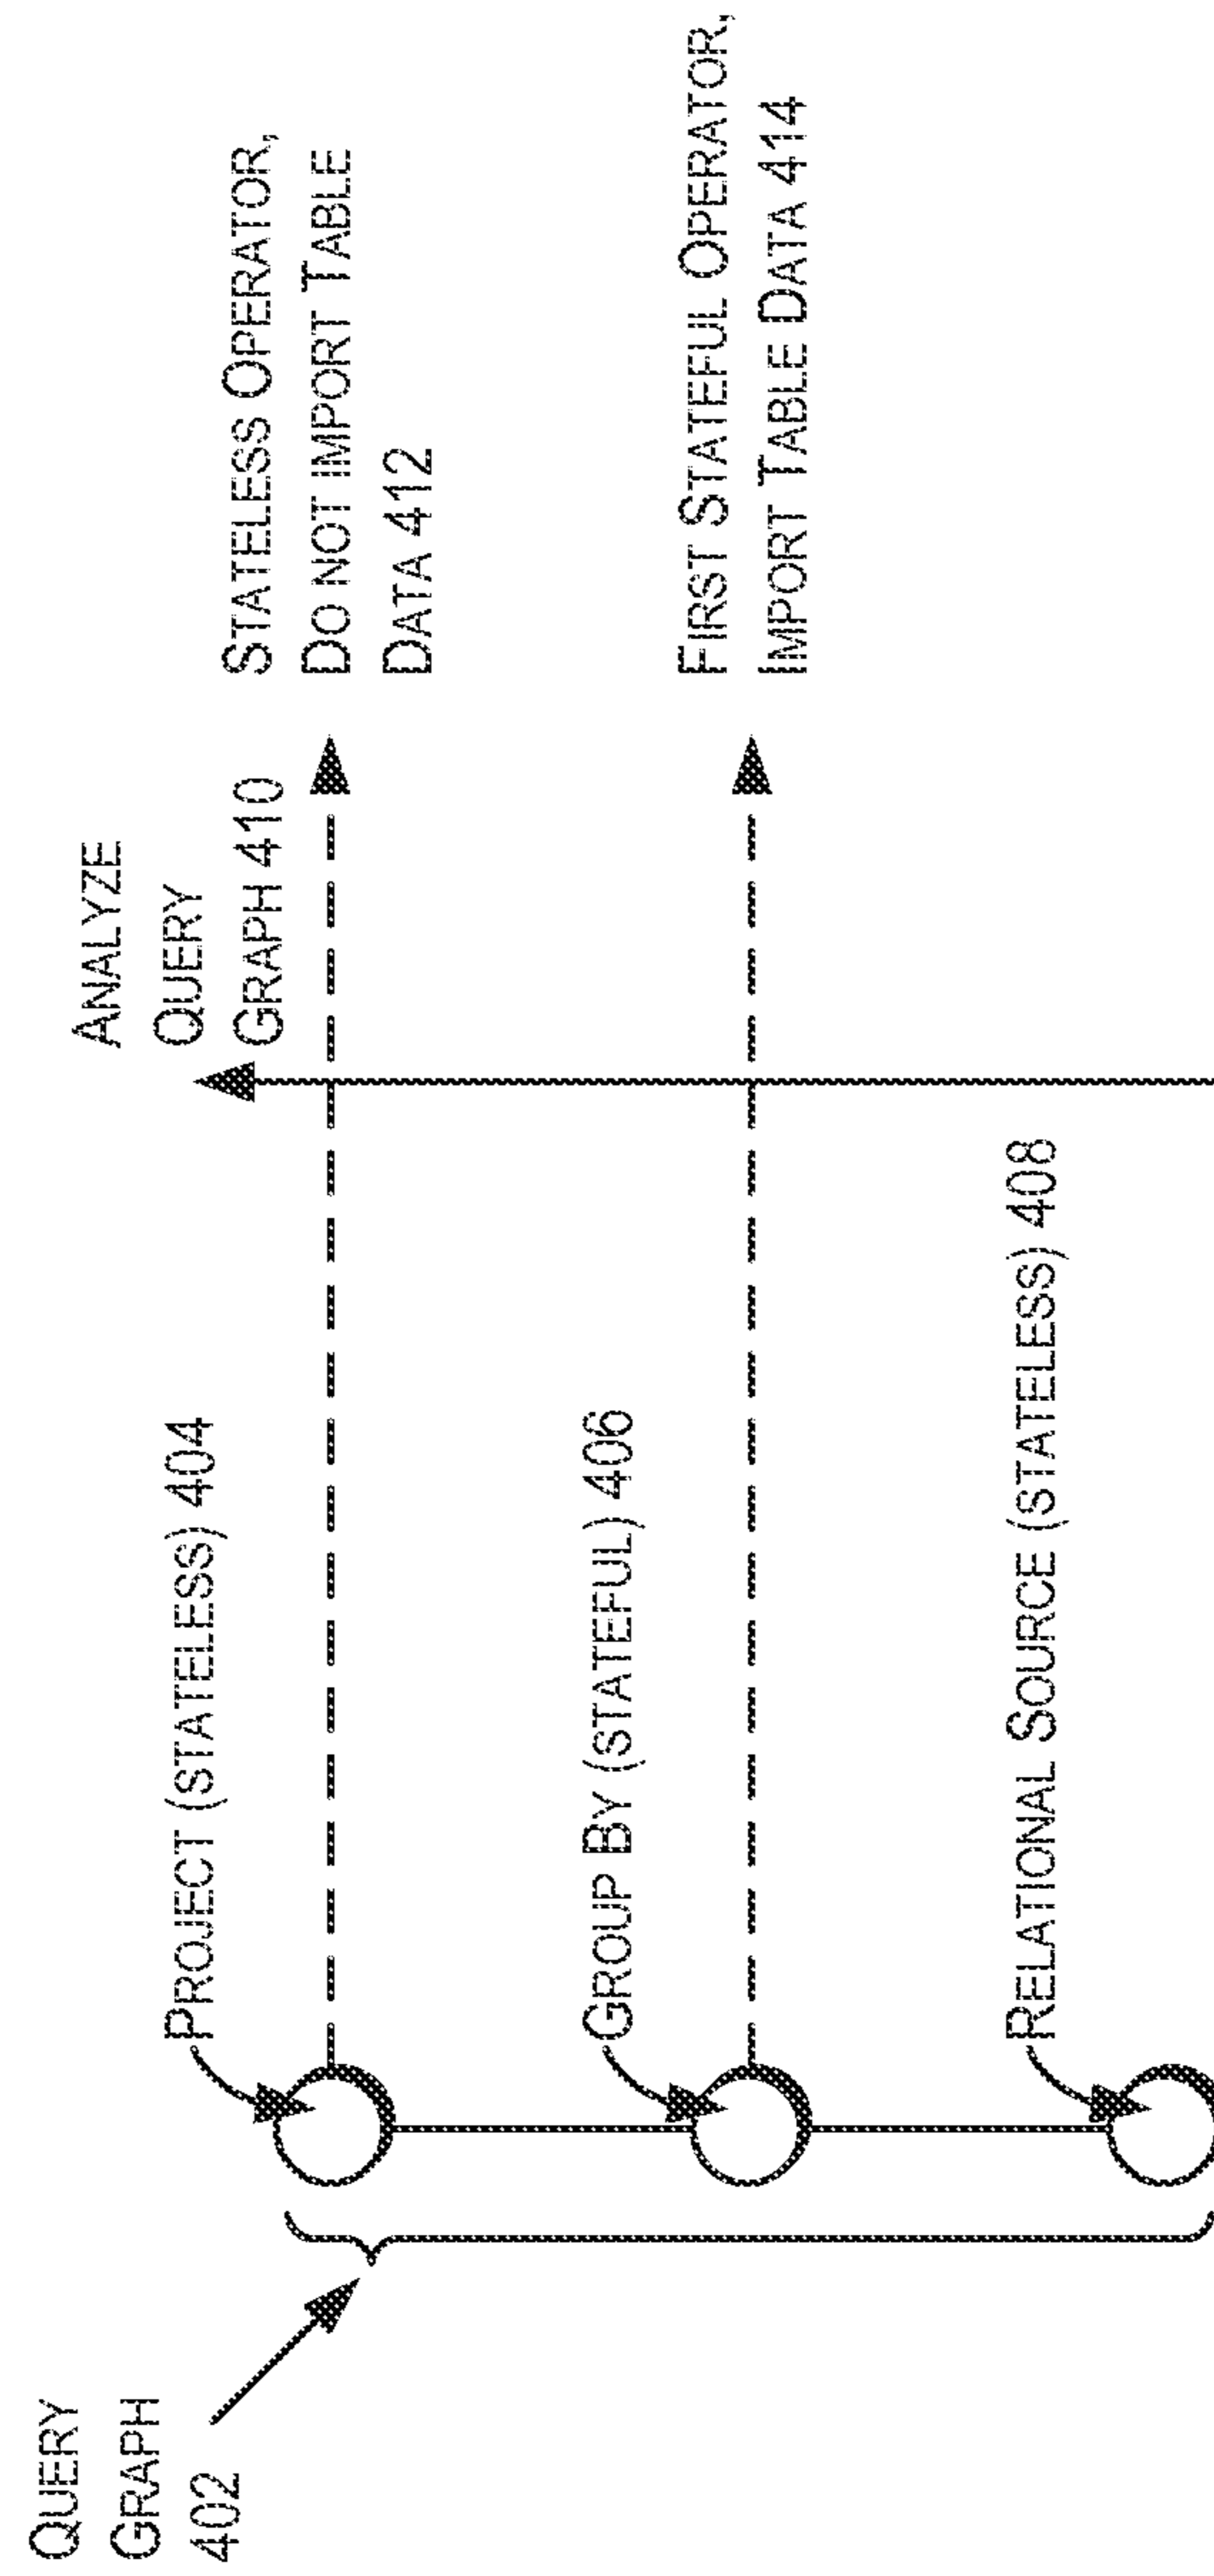 QUERY
GRAPH
402
PROJECT (STATELESS) 404
GROUP BY (STATEFUL) 406
RELATIONAL SOURCE (STATELESS) 408
ANALYZE
QUERY
GRAPH 410
STATELESS OPERATOR,
DO NOT IMPORT TABLE
DATA 412
FIRST STATEFUL OPERATOR,
IMPORT TABLE DATA 414